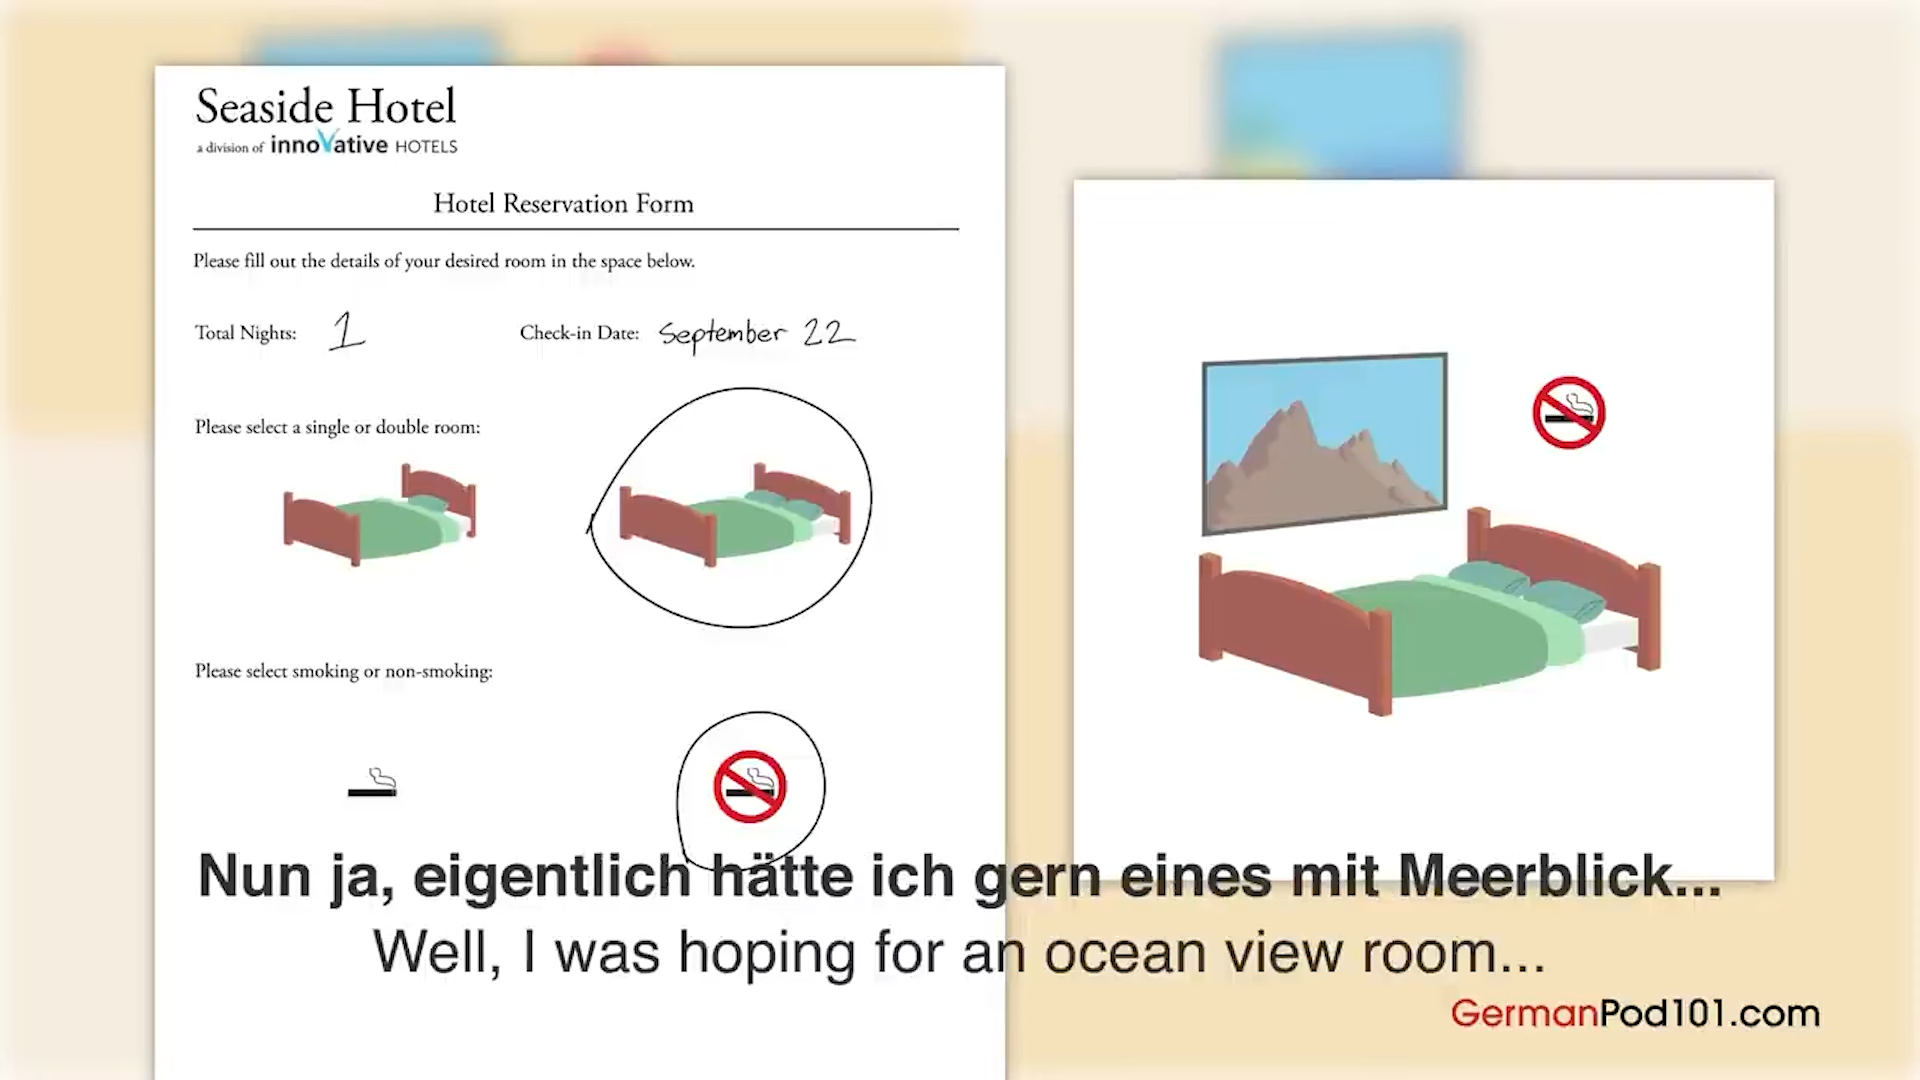 Seaside Hotel
a division of innovative HOTELS
Hotel Reservation Form
Please fill out the details of your desired room in the space below.
Total Nights: 1 Check-in Date: September 22
Please select a single or double room:
Please select smoking or non-smoking:
Nun ja, eigentlich hätte ich gern eines mit Meerblick...
Well, I was hoping for an ocean view room...
GermanPod101.com